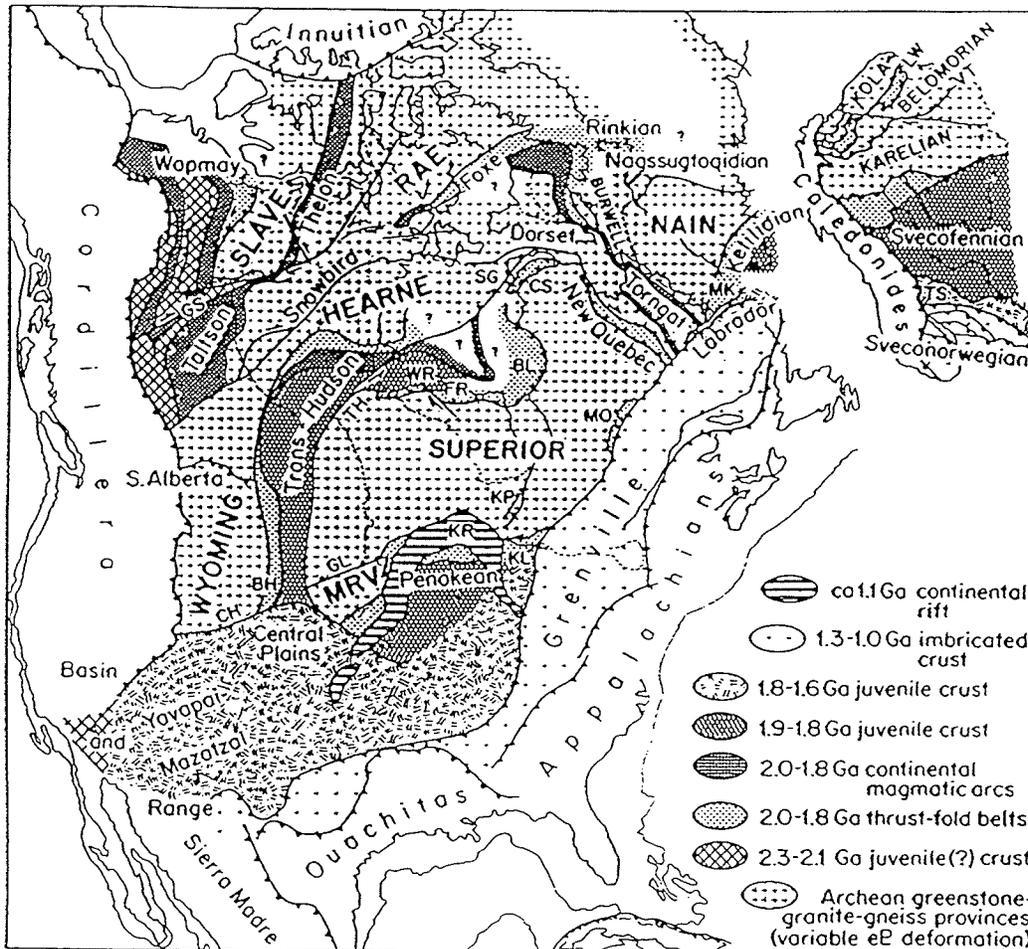 Innuitian
KOLA
LW
BELOMORIAN
VT
KARELIAN
Wopmay
SLAVE
Thelon
RAE
Foxe
Rinkian
Nagssugtoqidian
BURWELL
NAIN
Ketilidian
Caledonides
Svecofennian
TS
Sveconorwegian
Cordillera
GS
Taltson
Snowbird
HEARNE
Dorset
SG
CS
New Quebec
Torngat
MK
Labrador
Trans-Hudson
WR
FR
TH
BL
MO
SUPERIOR
S. Alberta
WYOMING
KP
KR
KL
GL
MRV
Penokean
BH
CH
Central
Plains
Grenville
Appalachians
Basin
and
Range
Yavapai
Mazatzal
Sierra Madre
Ouachitas
ca 1.1 Ga continental
rift
1.3-1.0 Ga imbricated
crust
1.8-1.6 Ga juvenile crust
1.9-1.8 Ga juvenile crust
2.0-1.8 Ga continental
magmatic arcs
2.0-1.8 Ga thrust-fold belts
2.3-2.1 Ga juvenile(?) crust
Archean greenstone-
granite-gneiss provinces
(variable eP deformation)